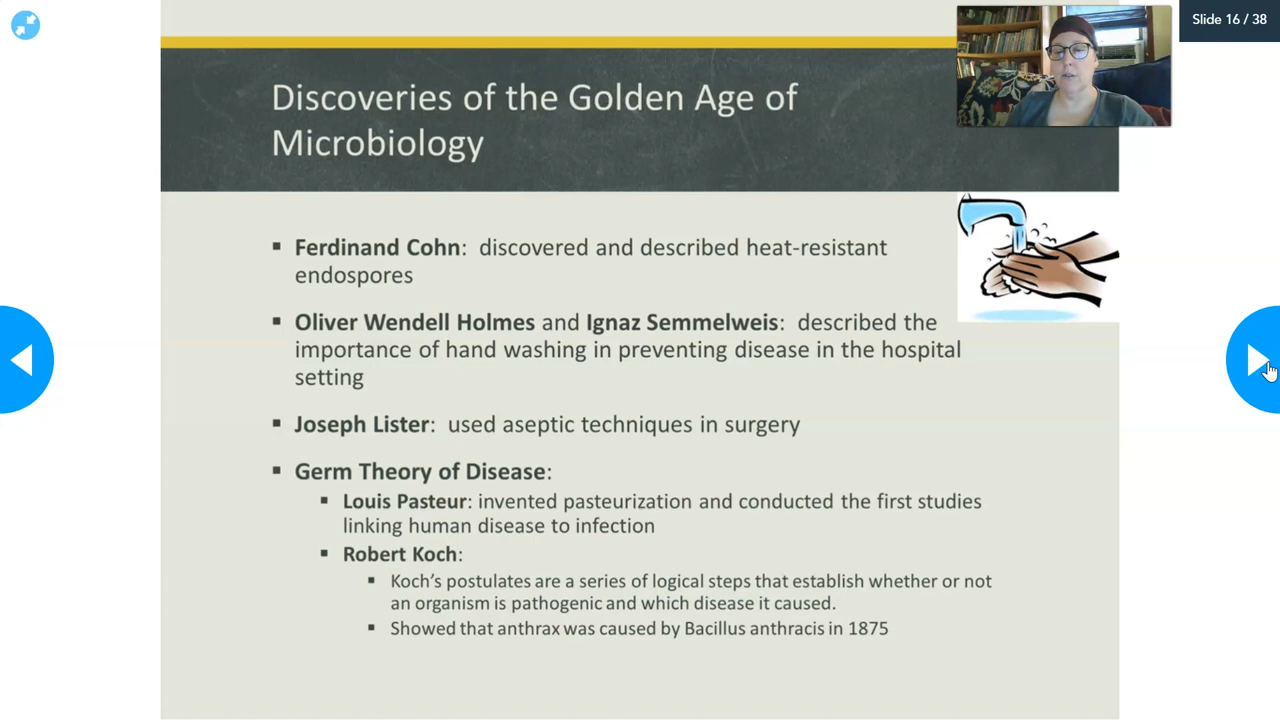 Slide 16 / 38
Discoveries of the Golden Age of
Microbiology
▪ Ferdinand Cohn: discovered and described heat-resistant
endospores
▪ Oliver Wendell Holmes and Ignaz Semmelweis: described the
importance of hand washing in preventing disease in the hospital
setting
▪ Joseph Lister: used aseptic techniques in surgery
▪ Germ Theory of Disease:
▪ Louis Pasteur: invented pasteurization and conducted the first studies
linking human disease to infection
▪ Robert Koch:
▪ Koch's postulates are a series of logical steps that establish whether or not
an organism is pathogenic and which disease it caused.
▪ Showed that anthrax was caused by Bacillus anthracis in 1875